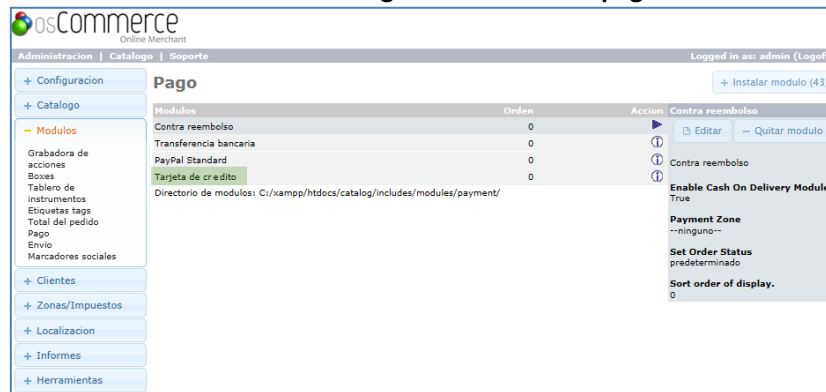 osCommerce
Online Merchant
Administracion | Catalogo | Soporte
Logged in as: admin (Logof
+ Configuracion
+ Catalogo
− Modulos
Grabadora de
acciones
Boxes
Tablero de
instrumentos
Etiquetas tags
Total del pedido
Pago
Envio
Marcadores sociales
+ Clientes
+ Zonas/Impuestos
+ Localizacion
+ Informes
+ Herramientas
Pago
+ Instalar modulo (43
Modulos Orden Accion
Contra reembolso 0
Transferencia bancaria 0
PayPal Standard 0
Tarjeta de credito 0
Directorio de modulos: C:/xampp/htdocs/catalog/includes/modules/payment/
Contra reembolso
Editar − Quitar modulo
Contra reembolso
Enable Cash On Delivery Module
True
Payment Zone
--ninguno--
Set Order Status
predeterminado
Sort order of display.
0